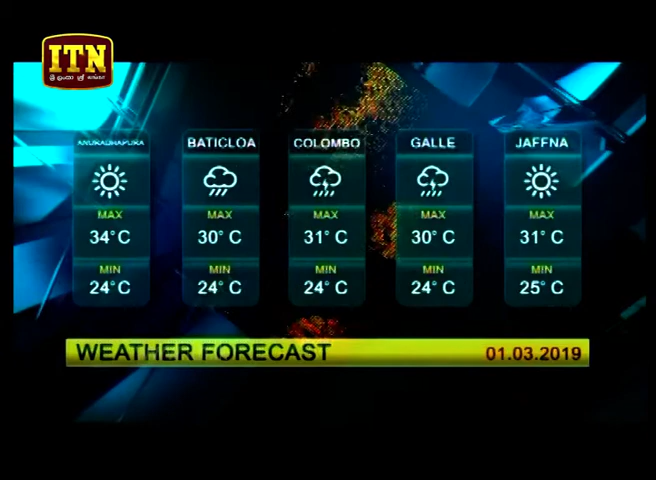 ITN
ශ්‍රී ලංකා ශ්‍රී ලංකාව
ANURADHAPURA
MAX
34°C
MIN
24°C
BATICLOA
MAX
30°C
MIN
24°C
COLOMBO
MAX
31°C
MIN
24°C
GALLE
MAX
30°C
MIN
24°C
JAFFNA
MAX
31°C
MIN
25°C
WEATHER FORECAST
01.03.2019